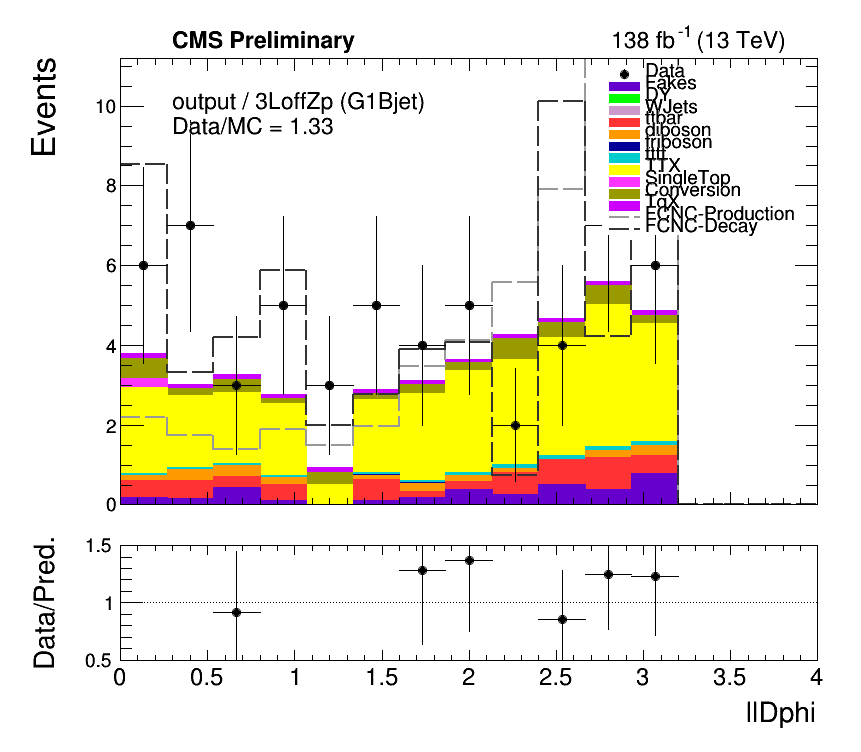 CMS Preliminary
138 fb⁻¹ (13 TeV)
Events
output / 3LoffZp (G1Bjet)
Data/MC = 1.33
Data
Fakes
DY
WJets
ttbar
diboson
triboson
tttt
TTX
SingleTop
Conversion
TqX
FCNC-Production
FCNC-Decay
10
8
6
4
2
0
Data/Pred.
1.5
1
0.5
0 0.5 1 1.5 2 2.5 3 3.5 4
llDphi